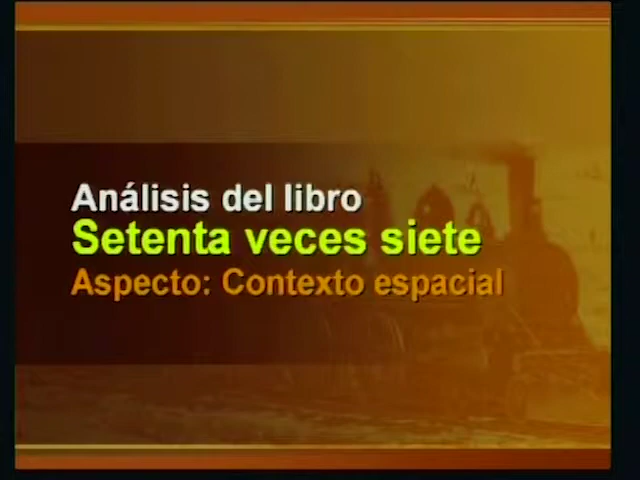 Análisis del libro
Setenta veces siete
Aspecto: Contexto espacial